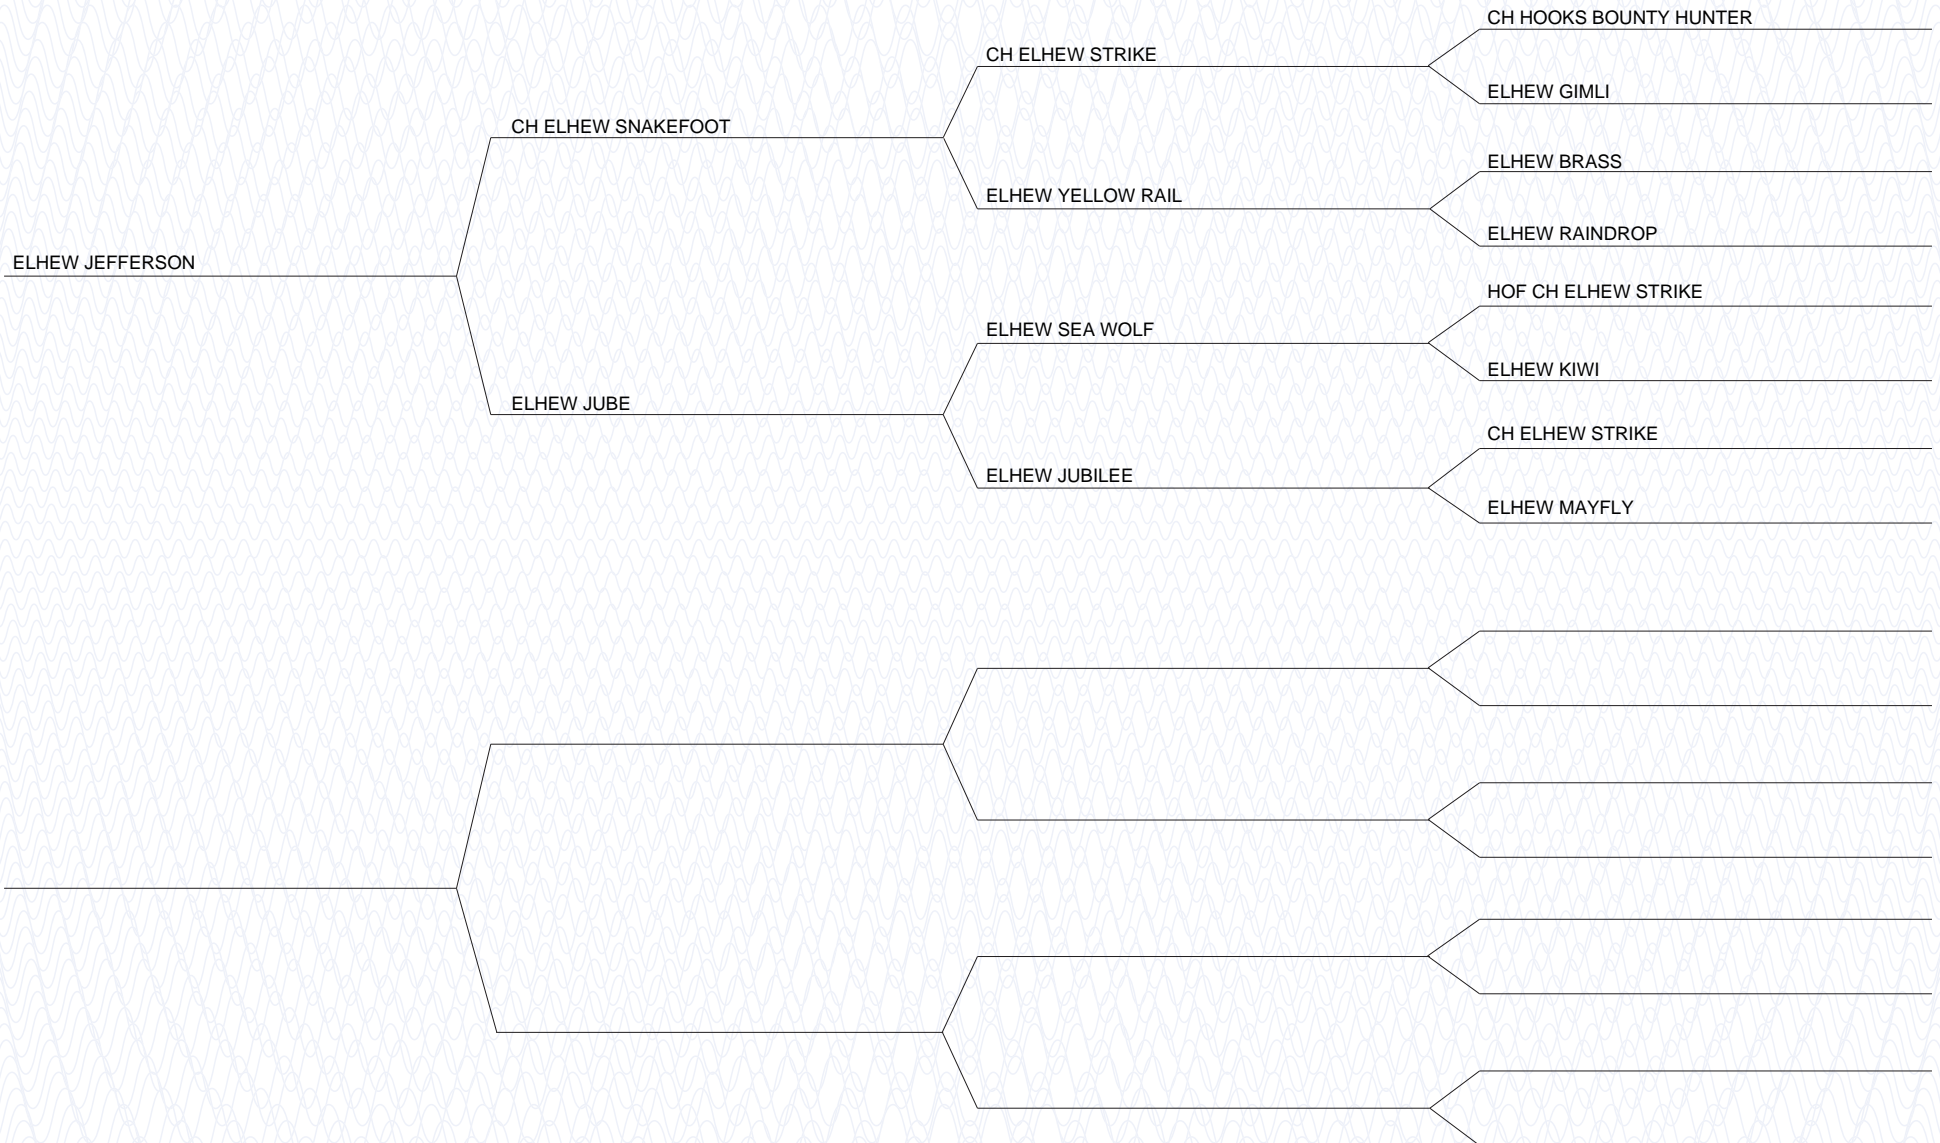 CH HOOKS BOUNTY HUNTER
CH ELHEW STRIKE
ELHEW GIMLI
CH ELHEW SNAKEFOOT
ELHEW BRASS
ELHEW YELLOW RAIL
ELHEW RAINDROP
ELHEW JEFFERSON
HOF CH ELHEW STRIKE
ELHEW SEA WOLF
ELHEW KIWI
ELHEW JUBE
CH ELHEW STRIKE
ELHEW JUBILEE
ELHEW MAYFLY